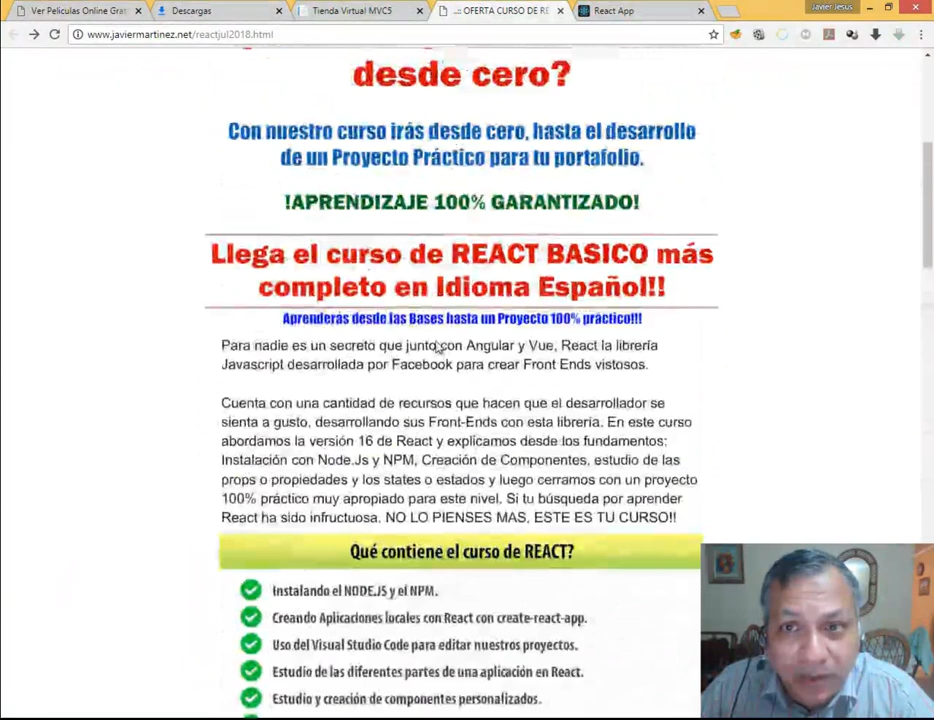 Javier Jesús
Ver Peliculas Online Grat
Descargas
Tienda Virtual MVC5
..:: OFERTA CURSO DE RE
React App
www.javiermartinez.net/reactjul2018.html
desde cero?
Con nuestro curso irás desde cero, hasta el desarrollo
de un Proyecto Práctico para tu portafolio.
!APRENDIZAJE 100% GARANTIZADO!
Llega el curso de REACT BASICO más
completo en Idioma Español!!
Aprenderás desde las Bases hasta un Proyecto 100% práctico!!!
Para nadie es un secreto que junto con Angular y Vue, React la librería
Javascript desarrollada por Facebook para crear Front Ends vistosos.
Cuenta con una cantidad de recursos que hacen que el desarrollador se
sienta a gusto, desarrollando sus Front-Ends con esta librería. En este curso
abordamos la versión 16 de React y explicamos desde los fundamentos:
Instalación con Node.Js y NPM, Creación de Componentes, estudio de las
props o propiedades y los states o estados y luego cerramos con un proyecto
100% práctico muy apropiado para este nivel. Si tu búsqueda por aprender
React ha sido infructuosa, NO LO PIENSES MAS, ESTE ES TU CURSO!!
Qué contiene el curso de REACT?
Instalando el NODE.JS y el NPM.
Creando Aplicaciones locales con React con create-react-app.
Uso del Visual Studio Code para editar nuestros proyectos.
Estudio de las diferentes partes de una aplicación en React.
Estudio y creación de componentes personalizados.